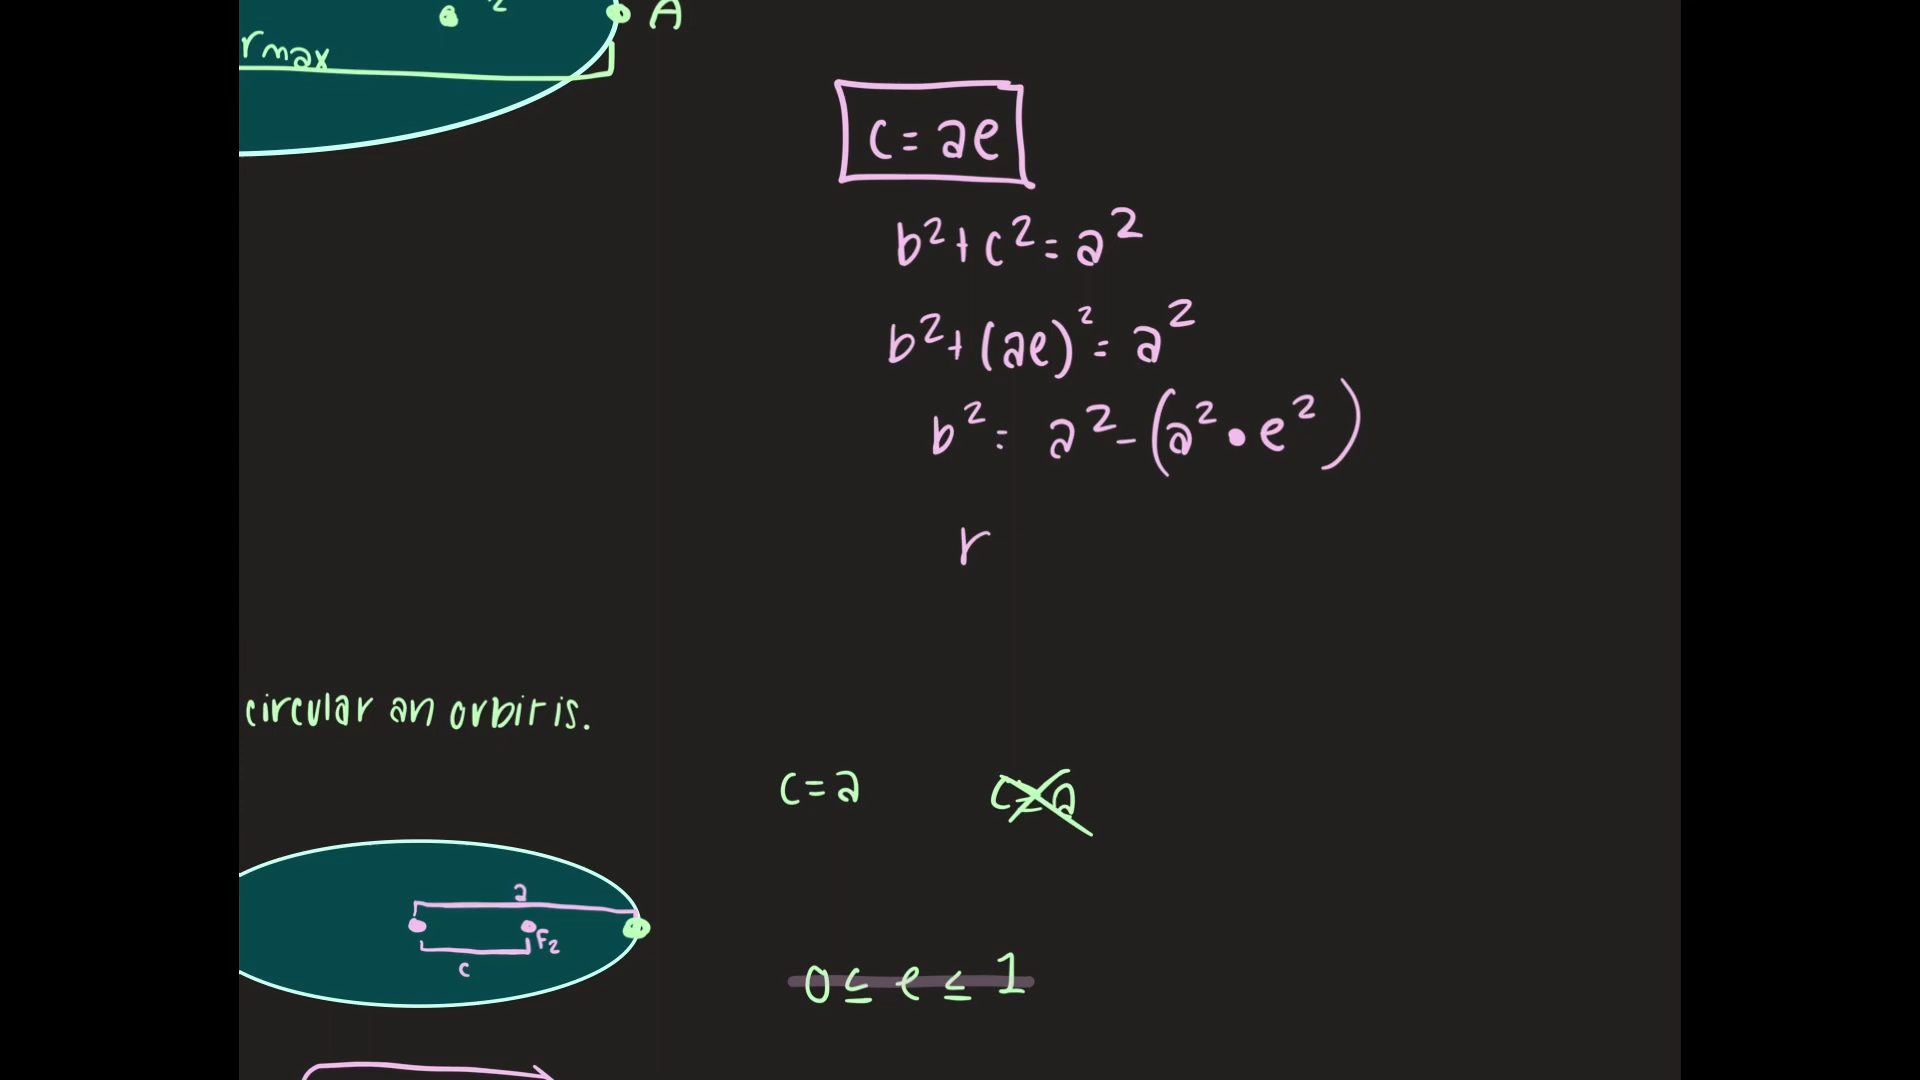 2
A
rmax
c = ae
b² + c² = a²
b² + (ae)² = a²
b² = a² - (a² • e²)
r
circular an orbit is.
c = a
a
F₂
c
0 ≤ e ≤ 1